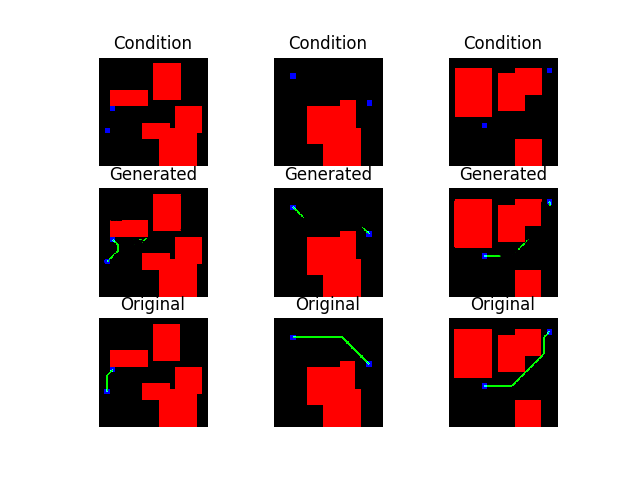 Condition Condition Condition
Generated Generated Generated
Original Original Original